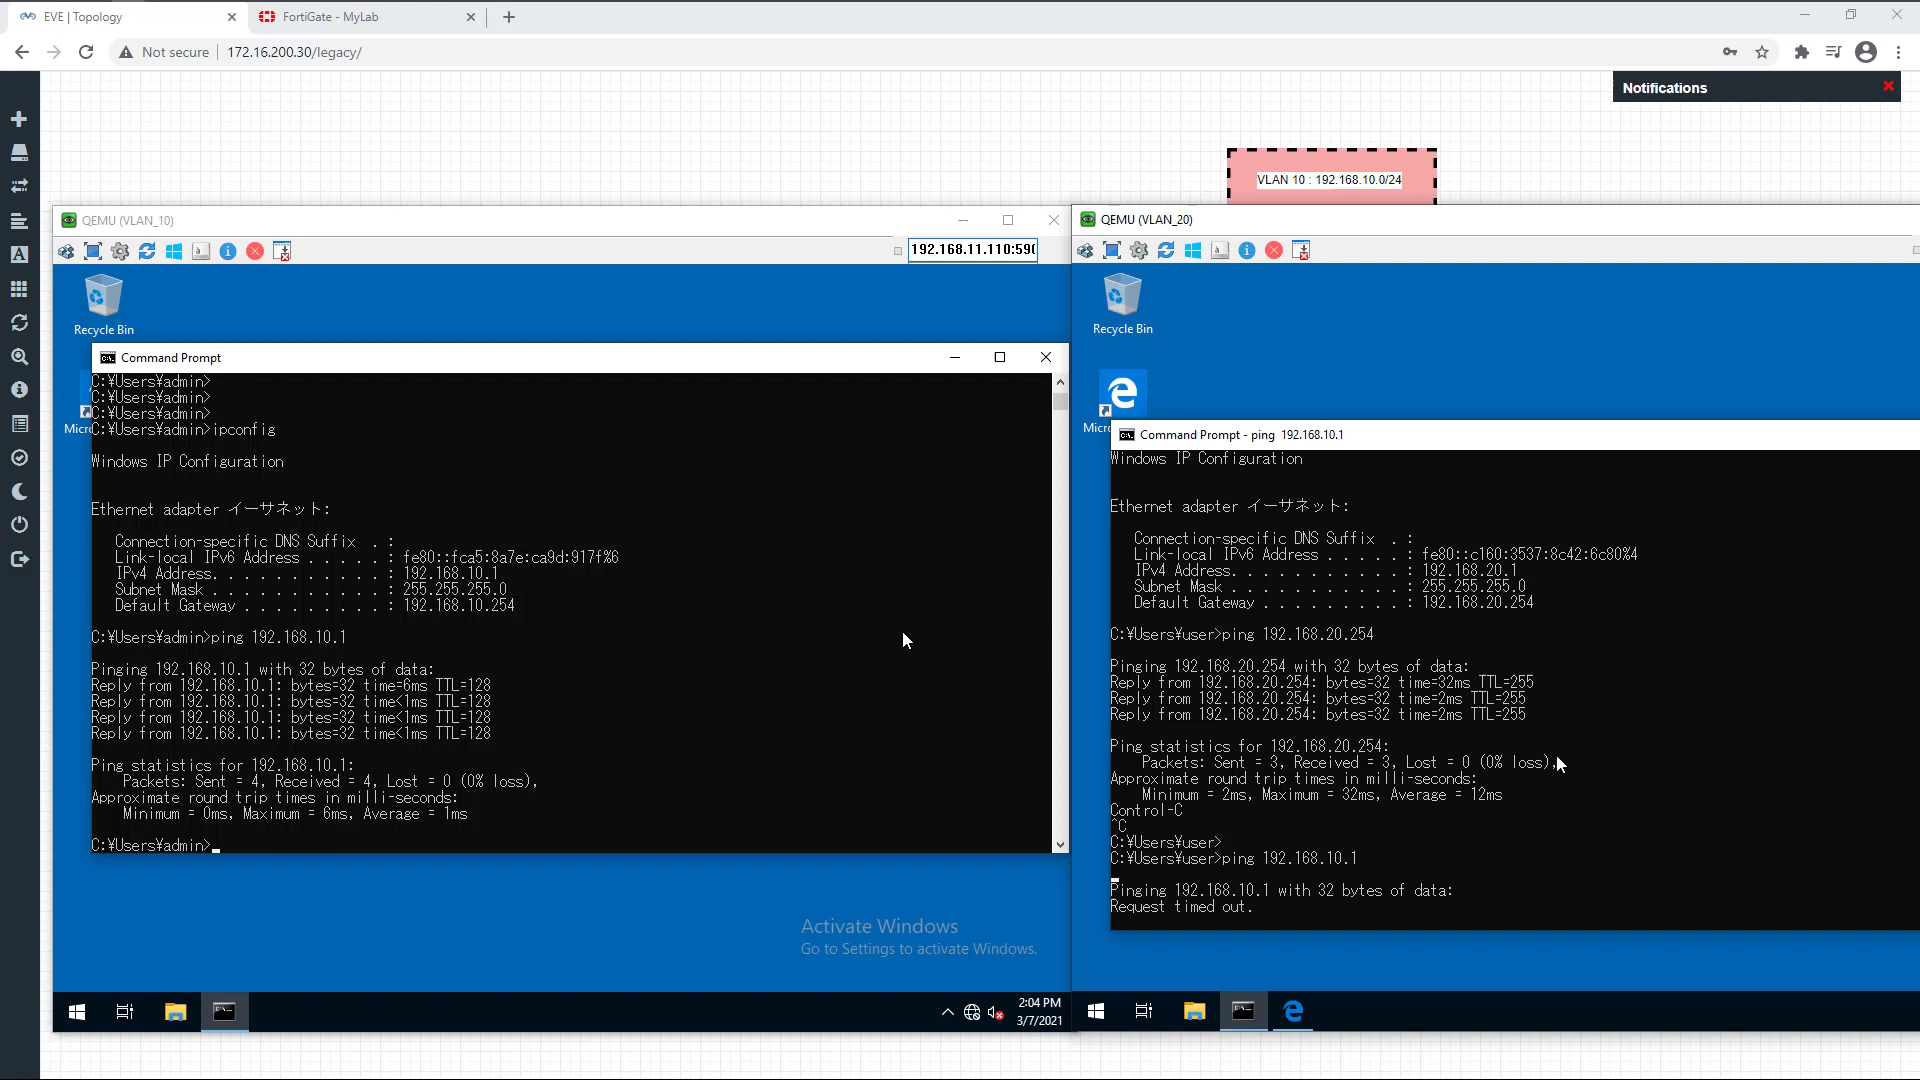 EVE | Topology
FortiGate - MyLab
Not secure
172.16.200.30/legacy/
Notifications
VLAN 10 : 192.168.10.0/24
QEMU (VLAN_10)
192.168.11.110:590
Recycle Bin
Command Prompt
C:¥Users¥admin>
C:¥Users¥admin>
C:¥Users¥admin>
C:¥Users¥admin>ipconfig
Windows IP Configuration
Ethernet adapter イーサネット:
Connection-specific DNS Suffix . :
Link-local IPv6 Address . . . . . : fe80::fca5:8a7e:ca9d:917f%6
IPv4 Address. . . . . . . . . . . : 192.168.10.1
Subnet Mask . . . . . . . . . . . : 255.255.255.0
Default Gateway . . . . . . . . . : 192.168.10.254
C:¥Users¥admin>ping 192.168.10.1
Pinging 192.168.10.1 with 32 bytes of data:
Reply from 192.168.10.1: bytes=32 time=6ms TTL=128
Reply from 192.168.10.1: bytes=32 time<1ms TTL=128
Reply from 192.168.10.1: bytes=32 time<1ms TTL=128
Reply from 192.168.10.1: bytes=32 time<1ms TTL=128
Ping statistics for 192.168.10.1:
Packets: Sent = 4, Received = 4, Lost = 0 (0% loss),
Approximate round trip times in milli-seconds:
Minimum = 0ms, Maximum = 6ms, Average = 1ms
C:¥Users¥admin>
Micr
Activate Windows
Go to Settings to activate Windows.
2:04 PM
3/7/2021
QEMU (VLAN_20)
Recycle Bin
Micr
Command Prompt - ping 192.168.10.1
Windows IP Configuration
Ethernet adapter イーサネット:
Connection-specific DNS Suffix . :
Link-local IPv6 Address . . . . . : fe80::c160:3537:8c42:6c80%4
IPv4 Address. . . . . . . . . . . : 192.168.20.1
Subnet Mask . . . . . . . . . . . : 255.255.255.0
Default Gateway . . . . . . . . . : 192.168.20.254
C:¥Users¥user>ping 192.168.20.254
Pinging 192.168.20.254 with 32 bytes of data:
Reply from 192.168.20.254: bytes=32 time=32ms TTL=255
Reply from 192.168.20.254: bytes=32 time=2ms TTL=255
Reply from 192.168.20.254: bytes=32 time=2ms TTL=255
Ping statistics for 192.168.20.254:
Packets: Sent = 3, Received = 3, Lost = 0 (0% loss),
Approximate round trip times in milli-seconds:
Minimum = 2ms, Maximum = 32ms, Average = 12ms
Control-C
^C
C:¥Users¥user>
C:¥Users¥user>ping 192.168.10.1
Pinging 192.168.10.1 with 32 bytes of data:
Request timed out.